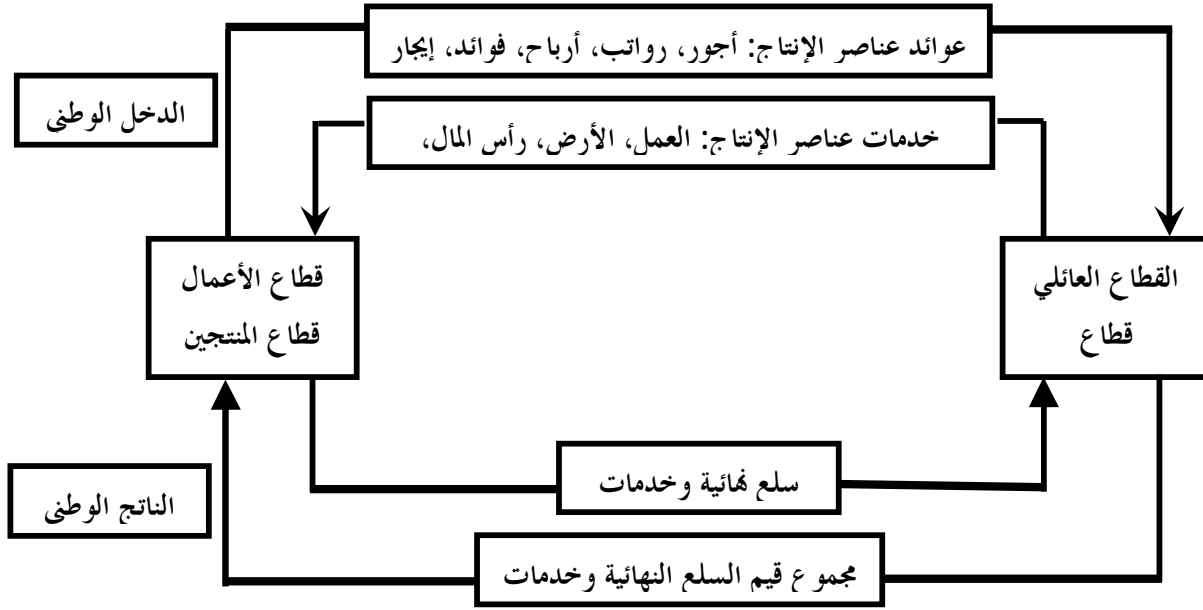 عوائد عناصر الإنتاج: أجور، رواتب، أرباح، فوائد، إيجار
الدخل الوطني
خدمات عناصر الإنتاج: العمل، الأرض، رأس المال،
القطاع العائلي
قطاع
قطاع الأعمال
قطاع المنتجين
سلع نهائية وخدمات
الناتج الوطني
مجموع قيم السلع النهائية وخدمات